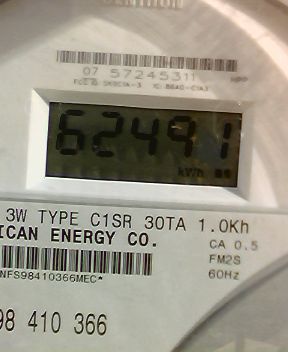 CENTRON
07 57245311
62491
kWh
3W TYPE C1SR 30TA 1.0Kh
ICAN ENERGY CO.
CA 0.5
FM2S
60Hz
NFS98410366MEC*
98 410 366